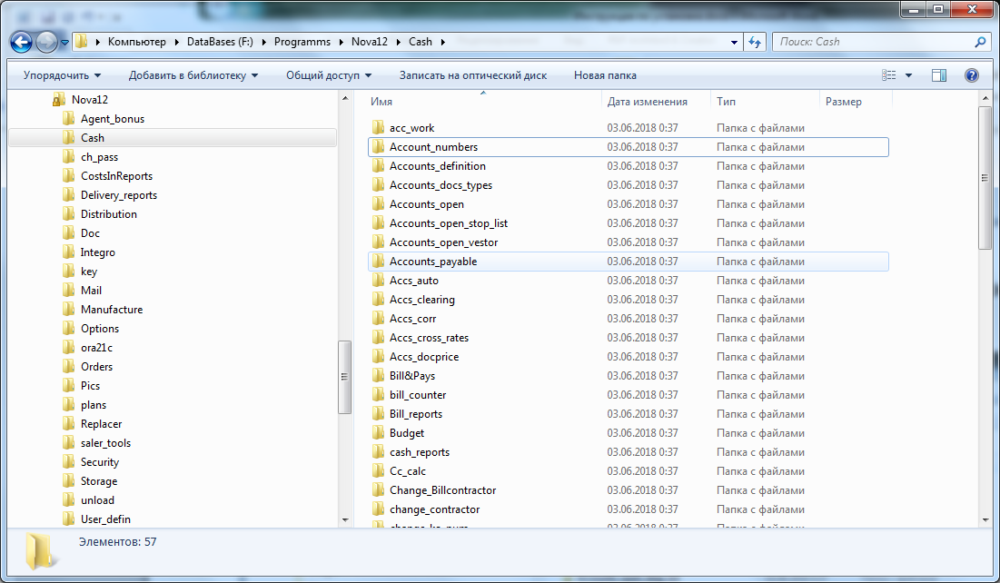 Компьютер DataBases (F:) Programms Nova12 Cash Поиск: Cash
Упорядочить Добавить в библиотеку Общий доступ Записать на оптический диск Новая папка
Nova12
Agent_bonus
Cash
ch_pass
CostsInReports
Delivery_reports
Distribution
Doc
Integro
key
Mail
Manufacture
Options
ora21c
Orders
Pics
plans
Replacer
saler_tools
Security
Storage
unload
User_defin
Имя Дата изменения Тип Размер
acc_work 03.06.2018 0:37 Папка с файлами
Account_numbers 03.06.2018 0:37 Папка с файлами
Accounts_definition 03.06.2018 0:37 Папка с файлами
Accounts_docs_types 03.06.2018 0:37 Папка с файлами
Accounts_open 03.06.2018 0:37 Папка с файлами
Accounts_open_stop_list 03.06.2018 0:37 Папка с файлами
Accounts_open_vestor 03.06.2018 0:37 Папка с файлами
Accounts_payable 03.06.2018 0:37 Папка с файлами
Accs_auto 03.06.2018 0:37 Папка с файлами
Accs_clearing 03.06.2018 0:37 Папка с файлами
Accs_corr 03.06.2018 0:37 Папка с файлами
Accs_cross_rates 03.06.2018 0:37 Папка с файлами
Accs_docprice 03.06.2018 0:37 Папка с файлами
Bill&Pays 03.06.2018 0:37 Папка с файлами
bill_counter 03.06.2018 0:37 Папка с файлами
Bill_reports 03.06.2018 0:37 Папка с файлами
Budget 03.06.2018 0:37 Папка с файлами
cash_reports 03.06.2018 0:37 Папка с файлами
Cc_calc 03.06.2018 0:37 Папка с файлами
Change_Billcontractor 03.06.2018 0:37 Папка с файлами
change_contractor 03.06.2018 0:37 Папка с файлами
Элементов: 57